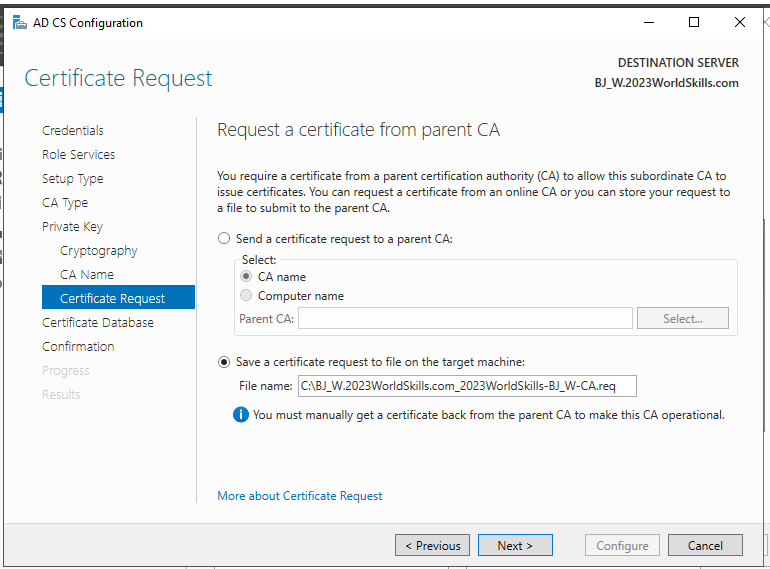 AD CS Configuration
Certificate Request
DESTINATION SERVER
BJ_W.2023WorldSkills.com
Credentials
Role Services
Setup Type
CA Type
Private Key
Cryptography
CA Name
Certificate Request
Certificate Database
Confirmation
Progress
Results
Request a certificate from parent CA
You require a certificate from a parent certification authority (CA) to allow this subordinate CA to
issue certificates. You can request a certificate from an online CA or you can store your request to
a file to submit to the parent CA.
Send a certificate request to a parent CA:
Select:
CA name
Computer name
Parent CA:
Select...
Save a certificate request to file on the target machine:
File name: C:\BJ_W.2023WorldSkills.com_2023WorldSkills-BJ_W-CA.req
You must manually get a certificate back from the parent CA to make this CA operational.
More about Certificate Request
< Previous
Next >
Configure
Cancel